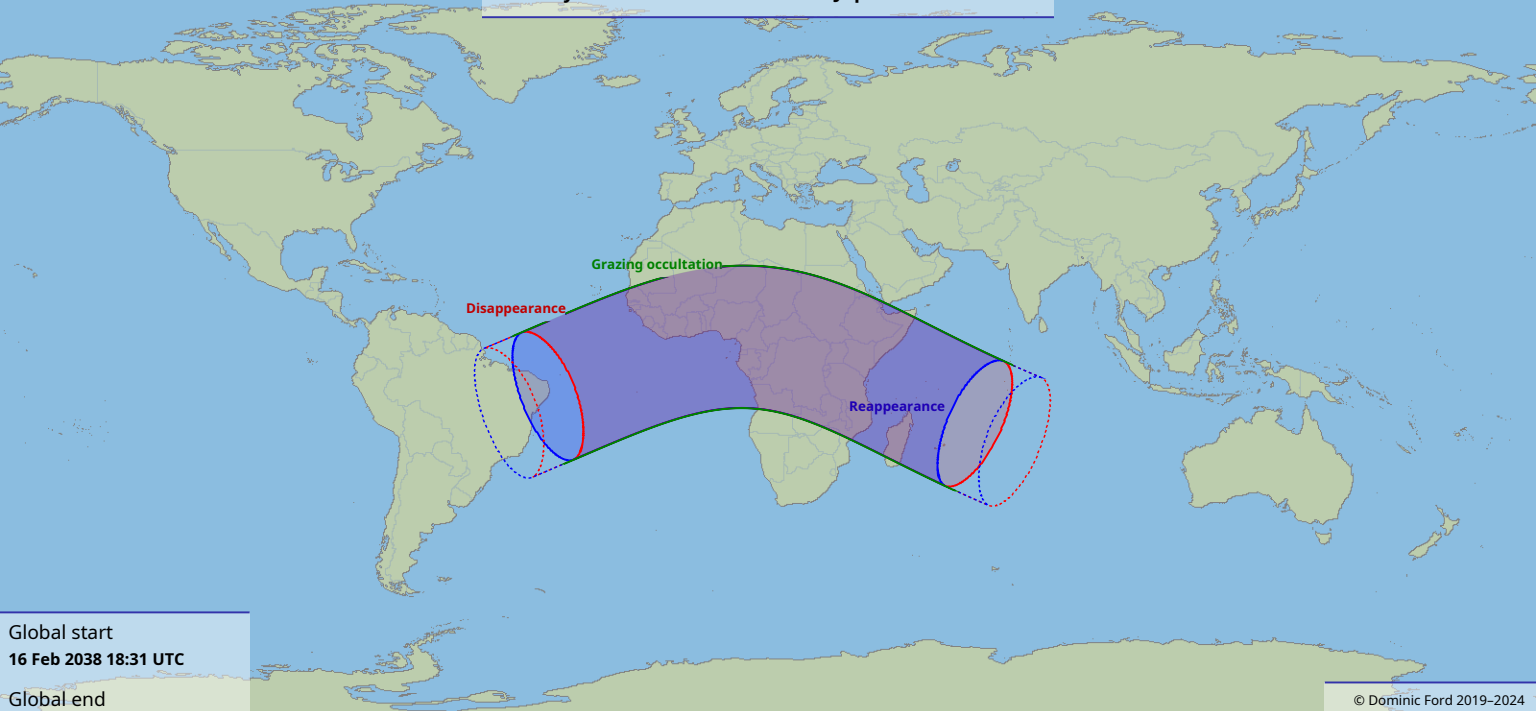 Grazing occultation
Disappearance
Reappearance
Global start
16 Feb 2038 18:31 UTC
Global end
© Dominic Ford 2019–2024